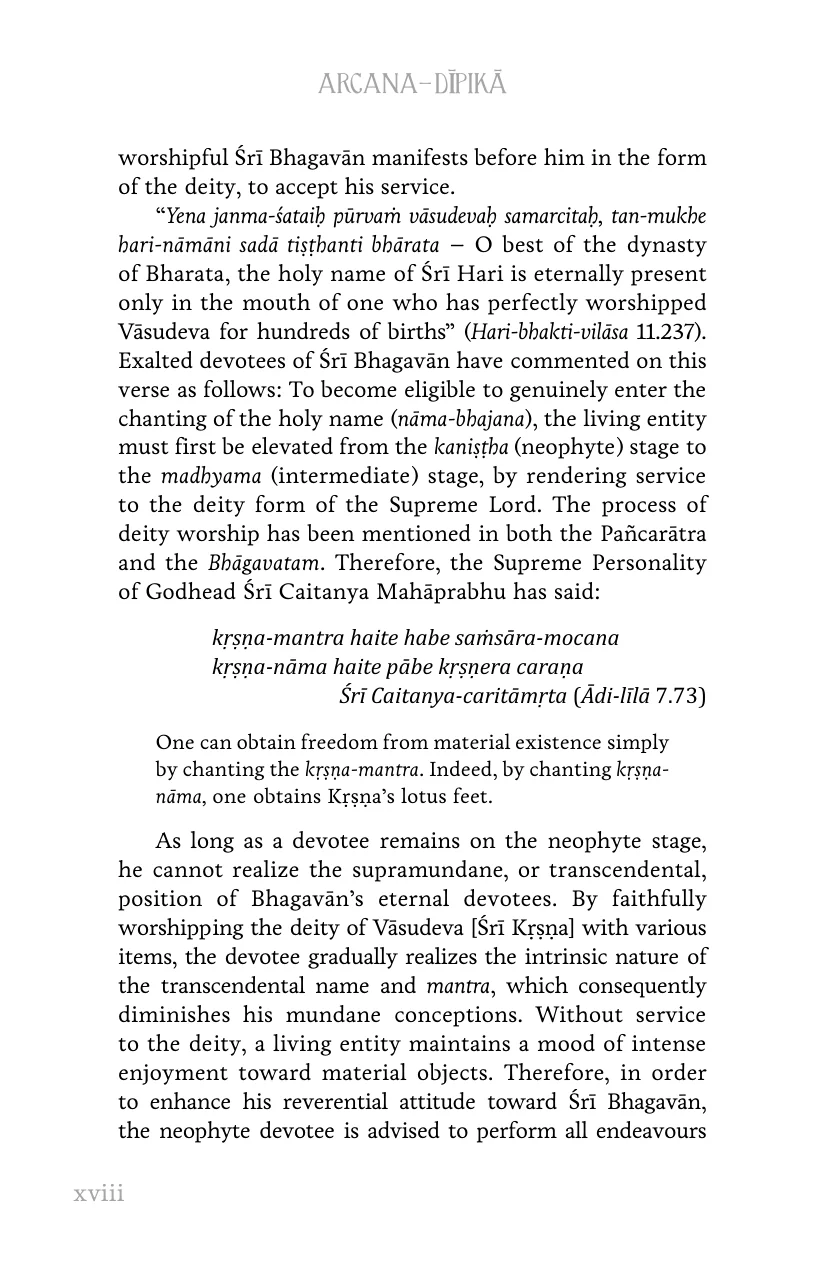 ARCANA–DĪPIKĀ
worshipful Śrī Bhagavān manifests before him in the form
of the deity, to accept his service.
“Yena janma-śataiḥ pūrvaṁ vāsudevaḥ samarcitaḥ, tan-mukhe
hari-nāmāni sadā tiṣṭhanti bhārata – O best of the dynasty
of Bharata, the holy name of Śrī Hari is eternally present
only in the mouth of one who has perfectly worshipped
Vāsudeva for hundreds of births” (Hari-bhakti-vilāsa 11.237).
Exalted devotees of Śrī Bhagavān have commented on this
verse as follows: To become eligible to genuinely enter the
chanting of the holy name (nāma-bhajana), the living entity
must first be elevated from the kaniṣṭha (neophyte) stage to
the madhyama (intermediate) stage, by rendering service
to the deity form of the Supreme Lord. The process of
deity worship has been mentioned in both the Pañcarātra
and the Bhāgavatam. Therefore, the Supreme Personality
of Godhead Śrī Caitanya Mahāprabhu has said:
kṛṣṇa-mantra haite habe saṁsāra-mocana
kṛṣṇa-nāma haite pābe kṛṣṇera caraṇa
Śrī Caitanya-caritāmṛta (Ādi-līlā 7.73)
One can obtain freedom from material existence simply
by chanting the kṛṣṇa-mantra. Indeed, by chanting kṛṣṇa-
nāma, one obtains Kṛṣṇa’s lotus feet.
As long as a devotee remains on the neophyte stage,
he cannot realize the supramundane, or transcendental,
position of Bhagavān’s eternal devotees. By faithfully
worshipping the deity of Vāsudeva [Śrī Kṛṣṇa] with various
items, the devotee gradually realizes the intrinsic nature of
the transcendental name and mantra, which consequently
diminishes his mundane conceptions. Without service
to the deity, a living entity maintains a mood of intense
enjoyment toward material objects. Therefore, in order
to enhance his reverential attitude toward Śrī Bhagavān,
the neophyte devotee is advised to perform all endeavours
xviii